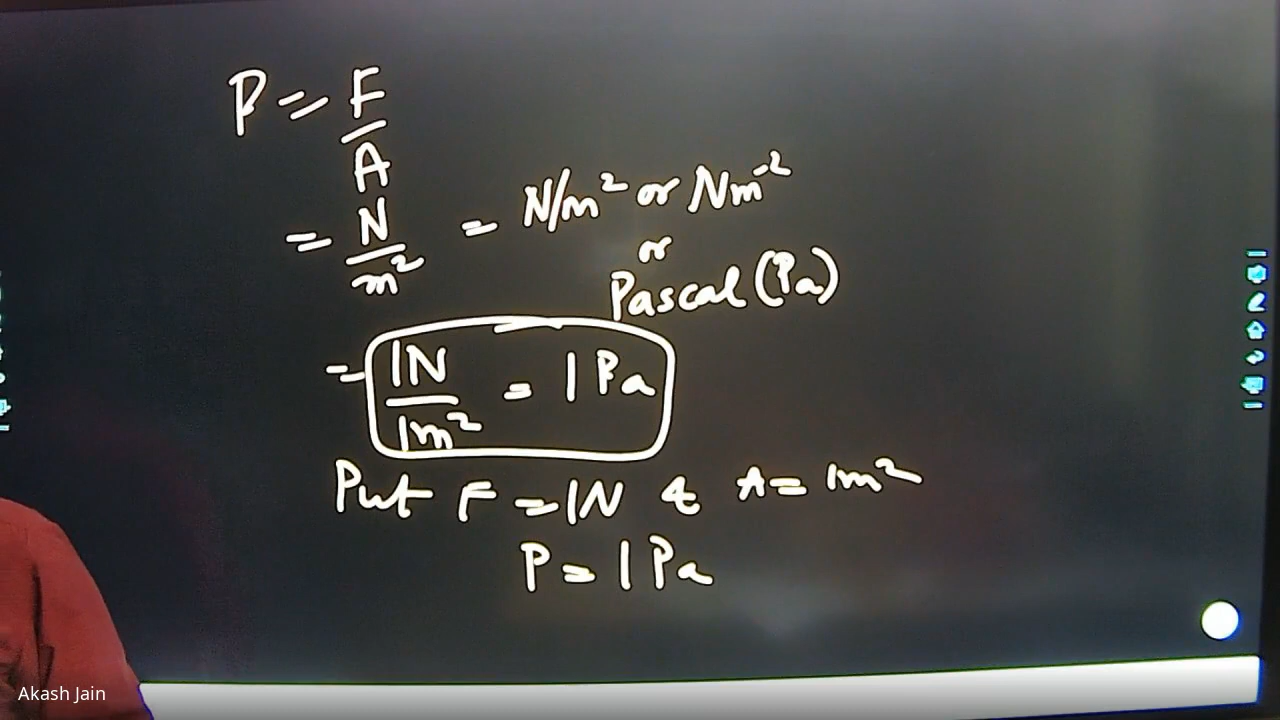 P = F/A
= N/m² = N/m² or Nm⁻²
or
Pascal (Pa)
= 1N/1m² = 1 Pa
Put F = 1N & A = 1m²
P = 1 Pa
Akash Jain